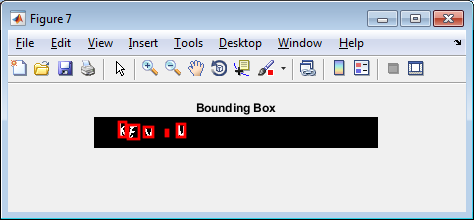 Figure 7
File Edit View Insert Tools Desktop Window Help
Bounding Box